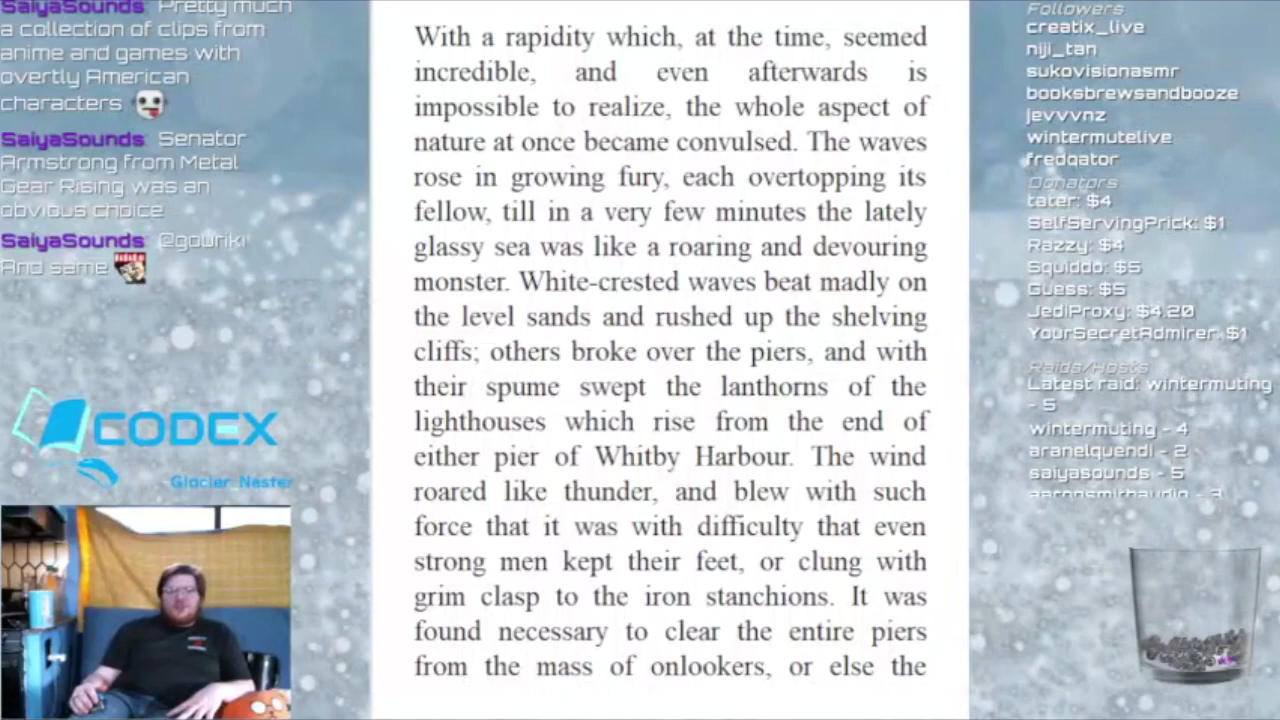 SaiyaSounds: Pretty much
a collection of clips from
anime and games with
overtly American
characters
SaiyaSounds: Senator
Armstrong from Metal
Gear Rising was an
obvious choice
SaiyaSounds: @gowriki
And same
CODEX
Glacier Nester
With a rapidity which, at the time, seemed
incredible, and even afterwards is
impossible to realize, the whole aspect of
nature at once became convulsed. The waves
rose in growing fury, each overtopping its
fellow, till in a very few minutes the lately
glassy sea was like a roaring and devouring
monster. White-crested waves beat madly on
the level sands and rushed up the shelving
cliffs; others broke over the piers, and with
their spume swept the lanthorns of the
lighthouses which rise from the end of
either pier of Whitby Harbour. The wind
roared like thunder, and blew with such
force that it was with difficulty that even
strong men kept their feet, or clung with
grim clasp to the iron stanchions. It was
found necessary to clear the entire piers
from the mass of onlookers, or else the
Followers
creatix_live
niji_tan
sukovisionasmr
booksbrewsandbooze
jevvvnz
wintermutelive
fredgator
Donators
tater: $4
SelfServingPrick: $1
Razzy: $4
Squiddo: $5
Guess: $5
JediProxy: $4.20
YourSecretAdmirer: $1
Raids/Hosts
Latest raid: wintermuting
- 5
wintermuting - 4
aranelquendi - 2
saiyasounds - 5
aaronsmithaudio - 3